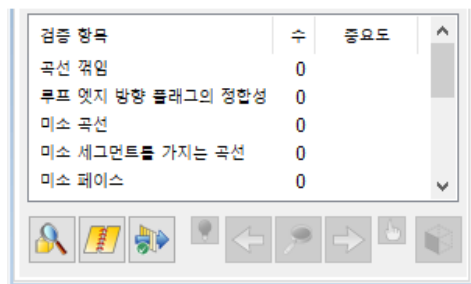 검증 항목 수 중요도
곡선 꺾임 0
루프 엣지 방향 플래그의 정합성 0
미소 곡선 0
미소 세그먼트를 가지는 곡선 0
미소 페이스 0